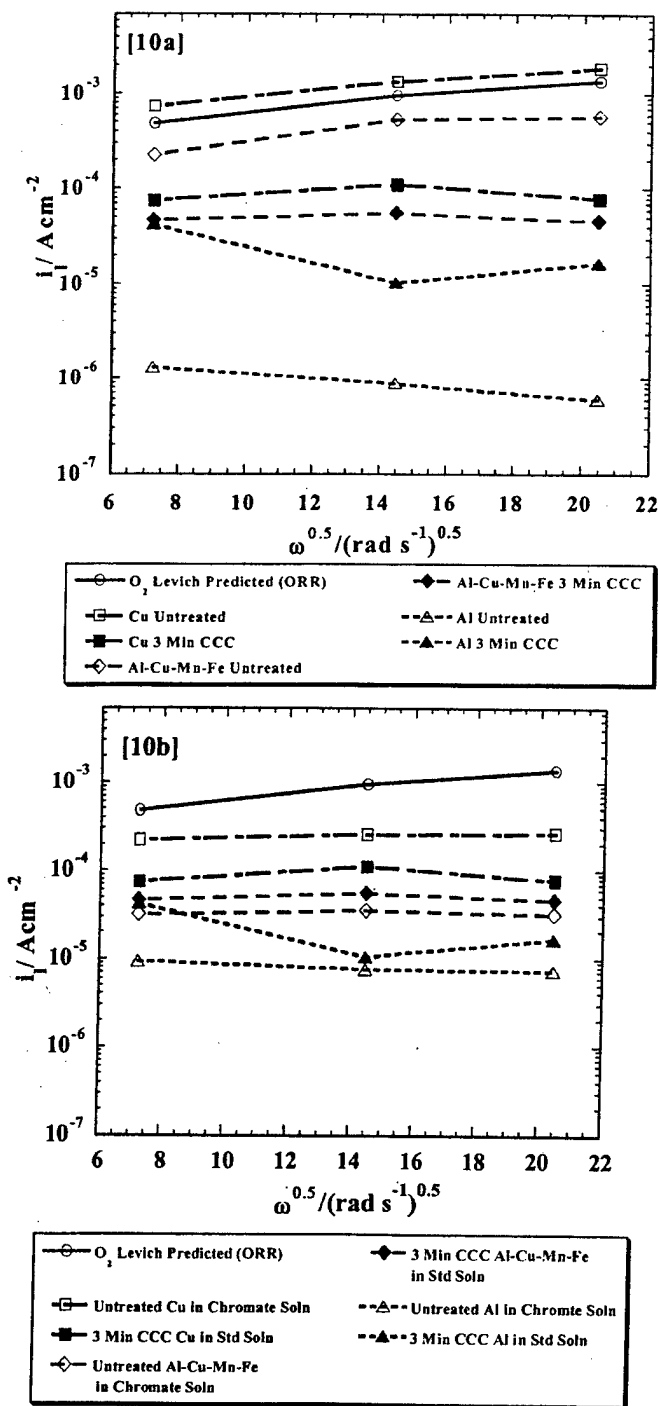 [10a]
10⁻³
10⁻⁴
10⁻⁵
10⁻⁶
10⁻⁷
i_l/ Acm⁻²
6 8 10 12 14 16 18 20 22
ω^0.5/(rad s⁻¹)^0.5
O₂ Levich Predicted (ORR)
Cu Untreated
Cu 3 Min CCC
Al-Cu-Mn-Fe Untreated
Al-Cu-Mn-Fe 3 Min CCC
Al Untreated
Al 3 Min CCC
[10b]
10⁻³
10⁻⁴
10⁻⁵
10⁻⁶
10⁻⁷
i_l/ Acm⁻²
6 8 10 12 14 16 18 20 22
ω^0.5/(rad s⁻¹)^0.5
O₂ Levich Predicted (ORR)
Untreated Cu in Chromate Soln
3 Min CCC Cu in Std Soln
Untreated Al-Cu-Mn-Fe
in Chromate Soln
3 Min CCC Al-Cu-Mn-Fe
in Std Soln
Untreated Al in Chromte Soln
3 Min CCC Al in Std Soln